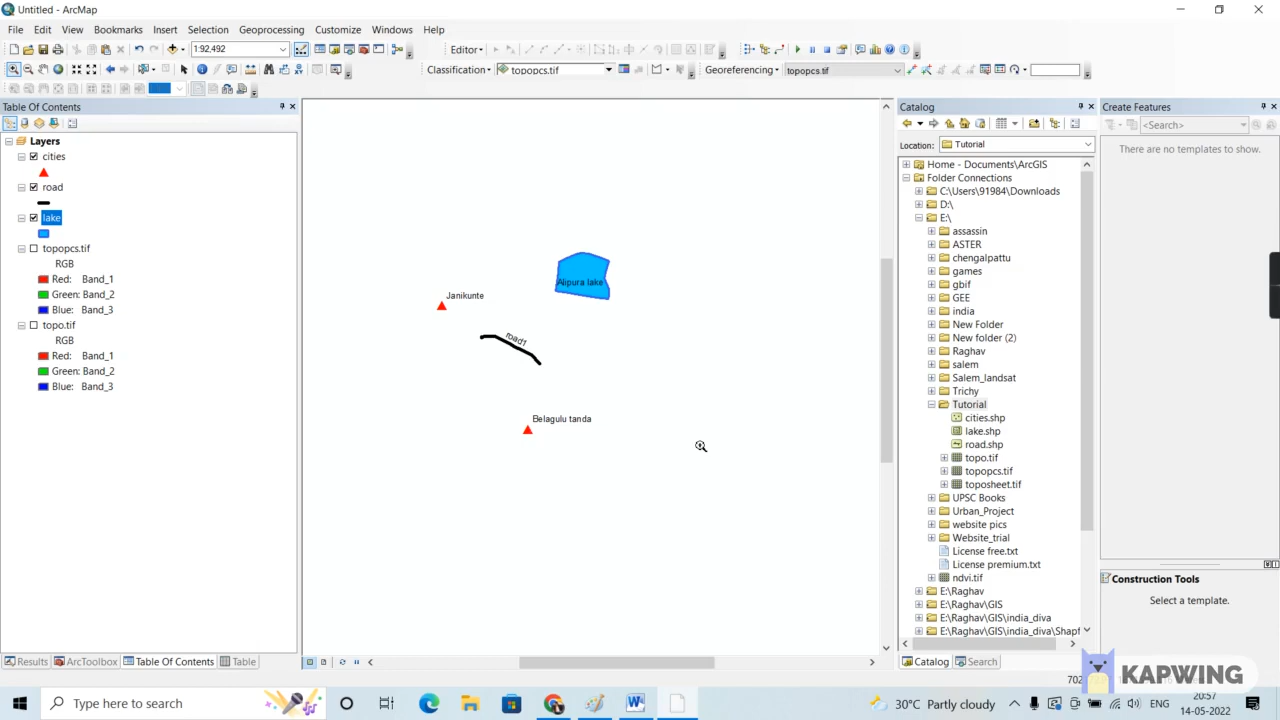 Untitled - ArcMap
File Edit View Bookmarks Insert Selection Geoprocessing Customize Windows Help
1:92,492
Editor
Classification topopcs.tif
Georeferencing topopcs.tif
Table Of Contents
Layers
cities
road
lake
topopcs.tif
RGB
Red: Band_1
Green: Band_2
Blue: Band_3
topo.tif
RGB
Red: Band_1
Green: Band_2
Blue: Band_3
Results ArcToolbox Table Of Contents Table
Alipura lake
Janikunte
road1
Belagulu tanda
Catalog
Location: Tutorial
Home - Documents\ArcGIS
Folder Connections
C:\Users\91984\Downloads
D:\
E:\
assassin
ASTER
chengalpattu
games
gbif
GEE
india
New Folder
New folder (2)
Raghav
salem
Salem_landsat
Trichy
Tutorial
cities.shp
lake.shp
road.shp
topo.tif
topopcs.tif
toposheet.tif
UPSC Books
Urban_Project
website pics
Website_trial
License free.txt
License premium.txt
ndvi.tif
E:\Raghav
E:\Raghav\GIS
E:\Raghav\GIS\india_diva
E:\Raghav\GIS\india_diva\Shapf
Catalog Search
Create Features
<Search>
There are no templates to show.
Construction Tools
Select a template.
KAPWING
Type here to search
30°C Partly cloudy
ENG
20:57
14-05-2022